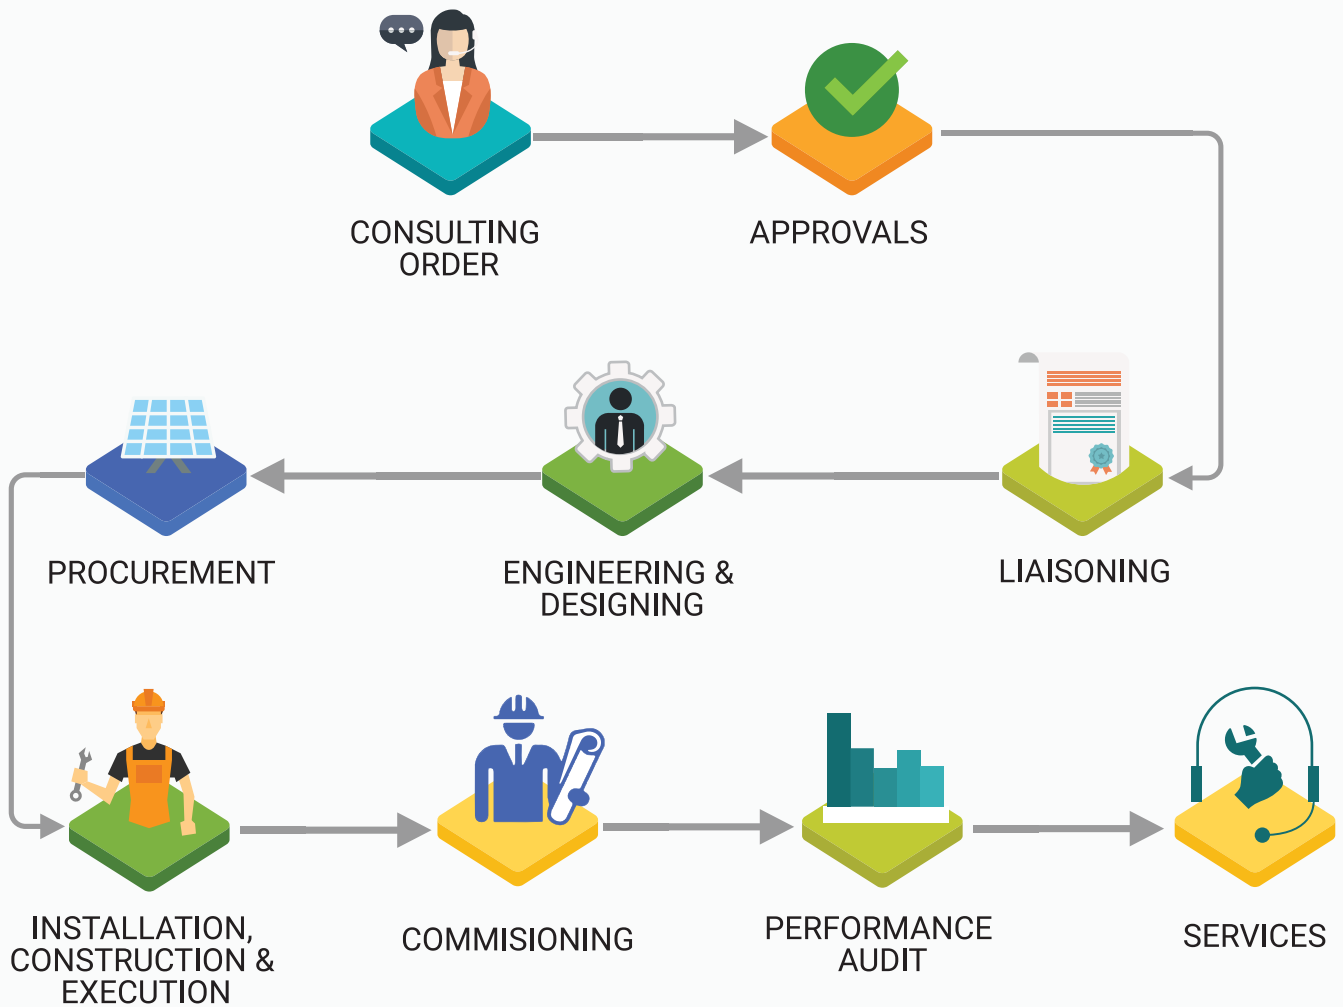 CONSULTING
ORDER
APPROVALS
PROCUREMENT
ENGINEERING &
DESIGNING
LIAISONING
INSTALLATION,
CONSTRUCTION &
EXECUTION
COMMISIONING
PERFORMANCE
AUDIT
SERVICES